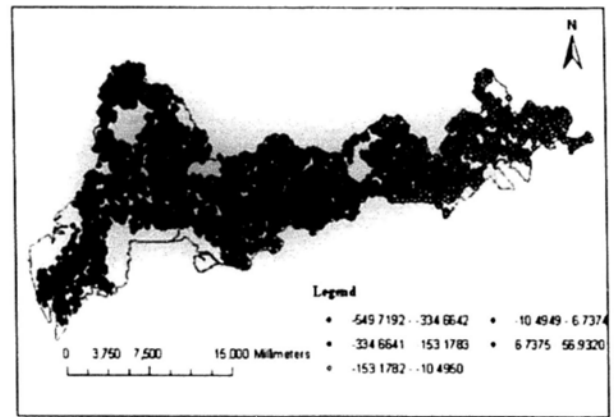 N
Legend
-549.7192 - -334.6642
-10.4949 - 6.7374
-334.6641 153.1783
6.7375 56.9320
-153.1782 - -10.4950
0 3,750 7,500 15,000 Millimeters